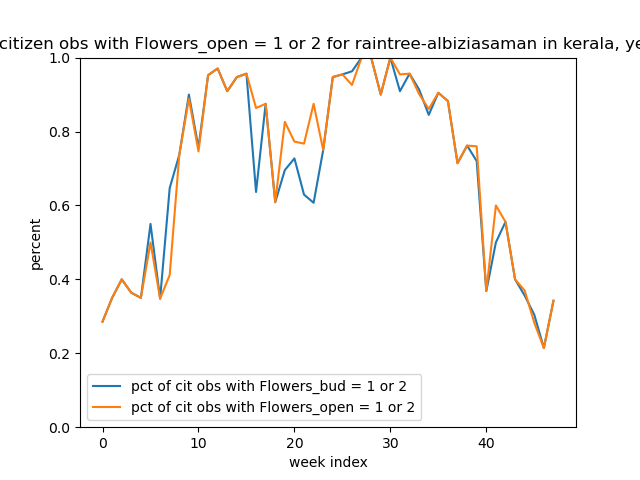 citizen obs with Flowers_open = 1 or 2 for raintree-albiziasaman in kerala,
percent
1.0
0.8
0.6
0.4
0.2
0.0
0
10
20
30
40
week index
pct of cit obs with Flowers_bud = 1 or 2
pct of cit obs with Flowers_open = 1 or 2